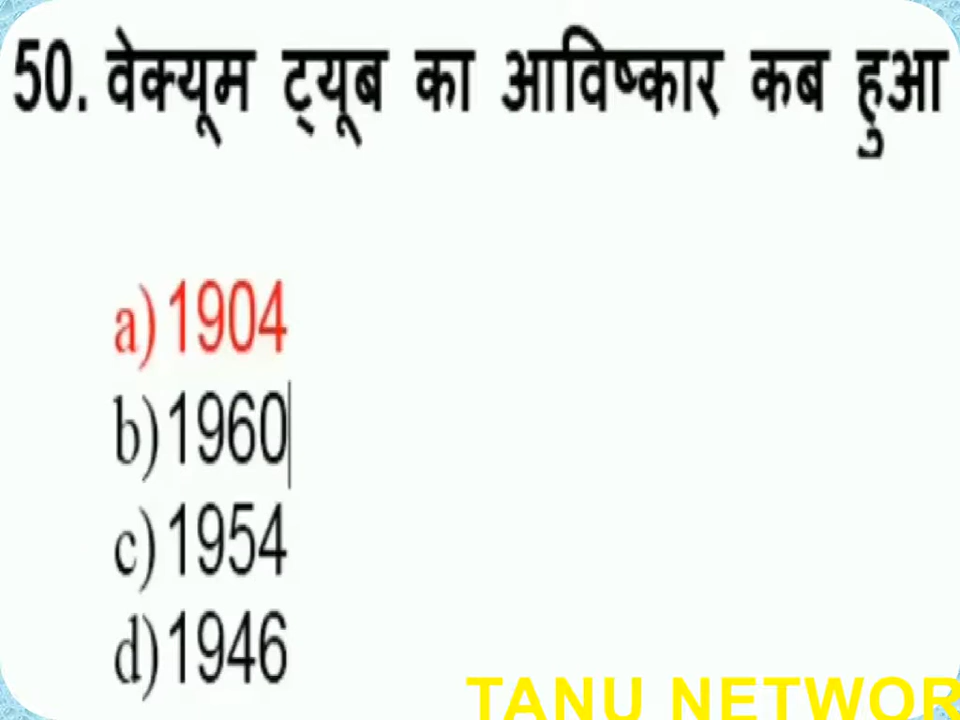 50. वेक्यूम ट्यूब का आविष्कार कब हुआ
a) 1904
b) 1960
c) 1954
d) 1946
TANU NETWOR